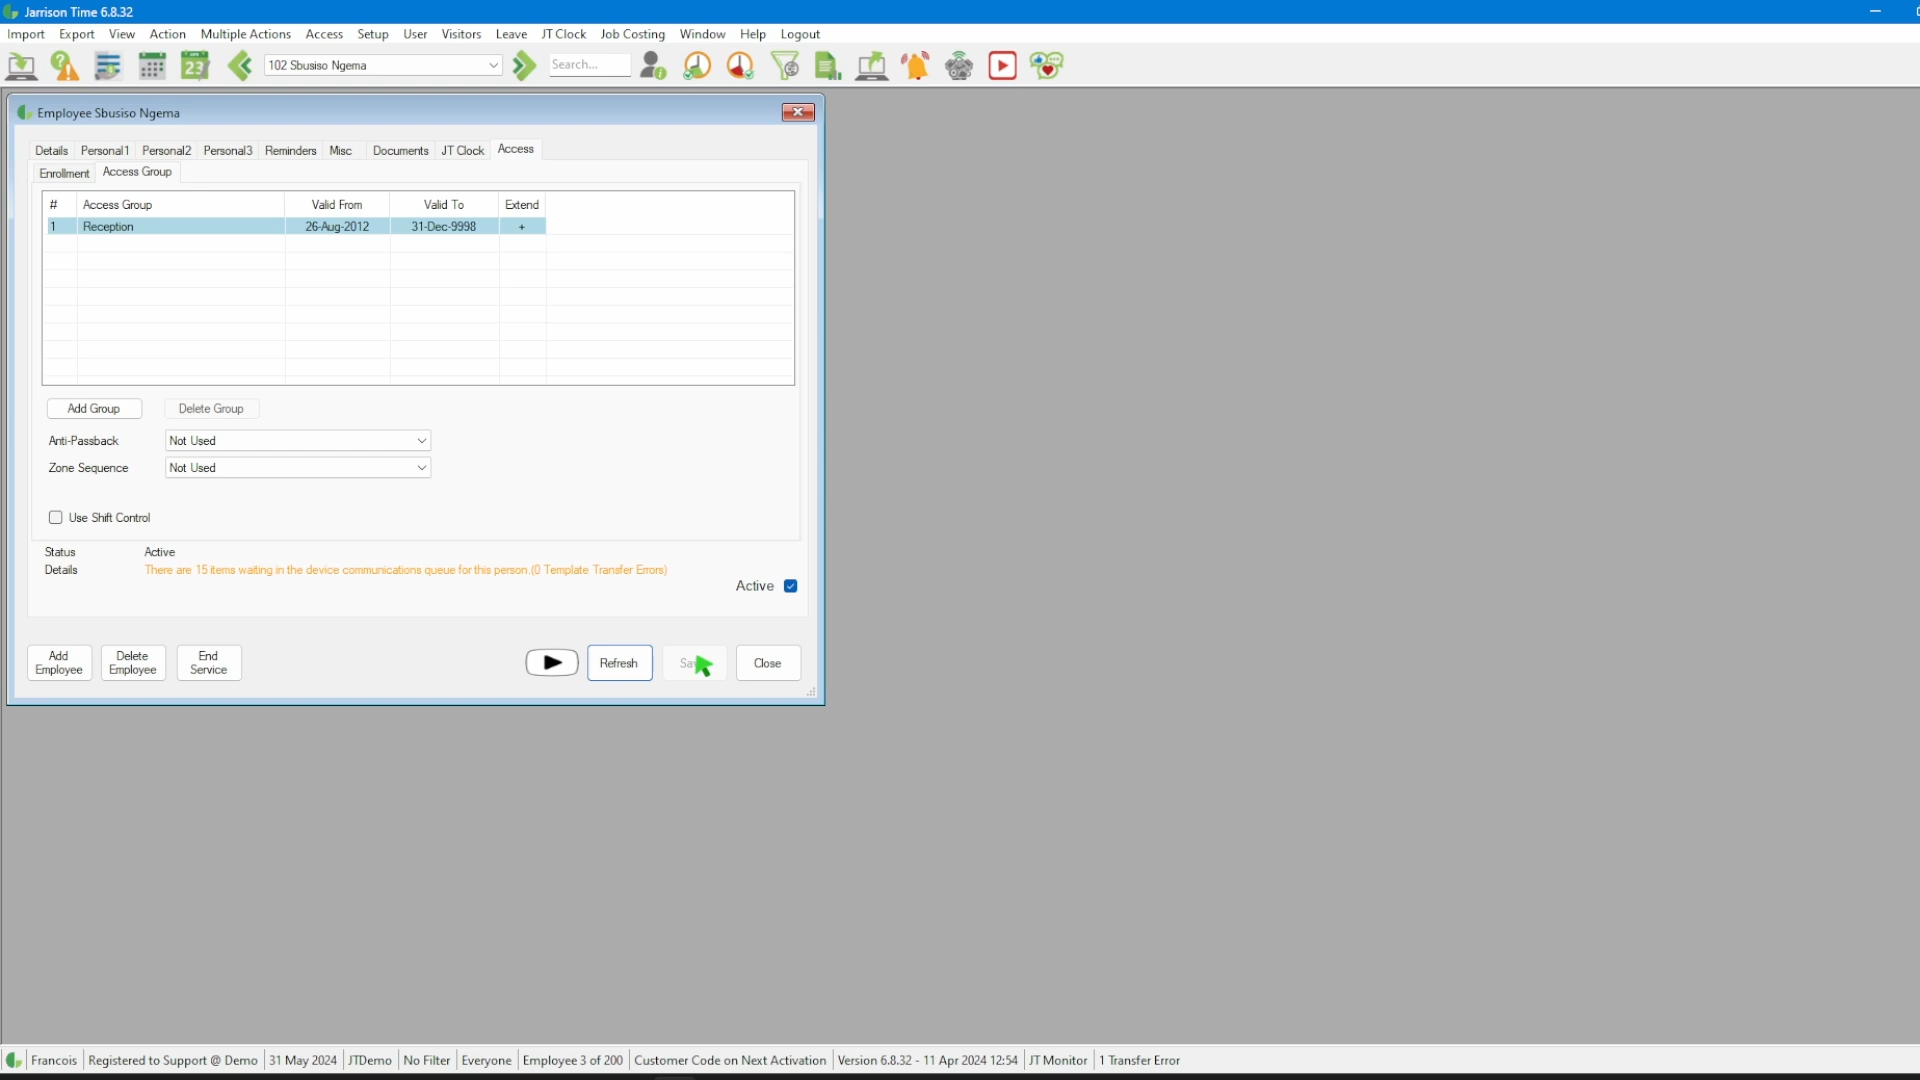 Jarrison Time 6.8.32
Import Export View Action Multiple Actions Access Setup User Visitors Leave JT Clock Job Costing Window Help Logout
23 102 Sbusiso Ngema Search...
Employee Sbusiso Ngema
Details Personal1 Personal2 Personal3 Reminders Misc Documents JT Clock Access
Enrollment Access Group
# Access Group Valid From Valid To Extend
1 Reception 26-Aug-2012 31-Dec-9998 +
Add Group Delete Group
Anti-Passback Not Used
Zone Sequence Not Used
Use Shift Control
Status Active
Details There are 15 items waiting in the device communications queue for this person.(0 Template Transfer Errors)
Active
Add Employee Delete Employee End Service Refresh Close
Francois Registered to Support @ Demo 31 May 2024 JTDemo No Filter Everyone Employee 3 of 200 Customer Code on Next Activation Version 6.8.32 - 11 Apr 2024 12:54 JT Monitor 1 Transfer Error